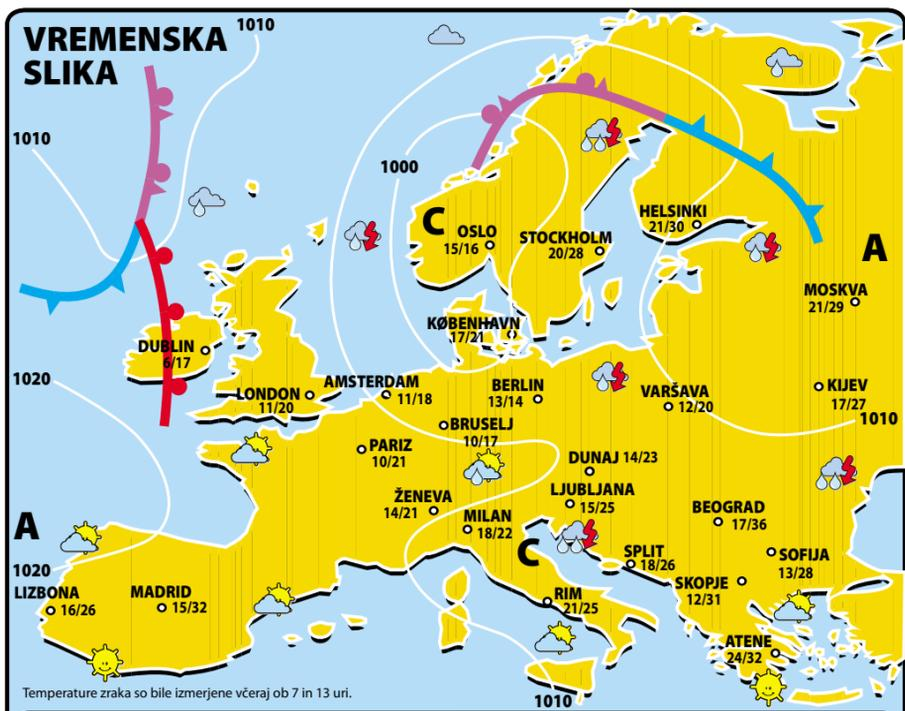 VREMENSKA
SLIKA
1010
1010
1000
C
OSLO
15/16
STOCKHOLM
20/28
HELSINKI
21/30
A
MOSKVA
21/29
KØBENHAVN
17/21
DUBLIN
6/17
1020
LONDON
11/20
AMSTERDAM
11/18
BERLIN
13/14
VARŠAVA
12/20
KIJEV
17/27
1010
BRUSELJ
10/17
PARIZ
10/21
DUNAJ 14/23
ŽENEVA
14/21
LJUBLJANA
15/25
MILAN
18/22
BEOGRAD
17/36
A
C
SPLIT
18/26
SOFIJA
13/28
1020
SKOPJE
12/31
LIZBONA
16/26
MADRID
15/32
RIM
21/25
ATENE
24/32
Temperature zraka so bile izmerjene včeraj ob 7 in 13 uri.
1010